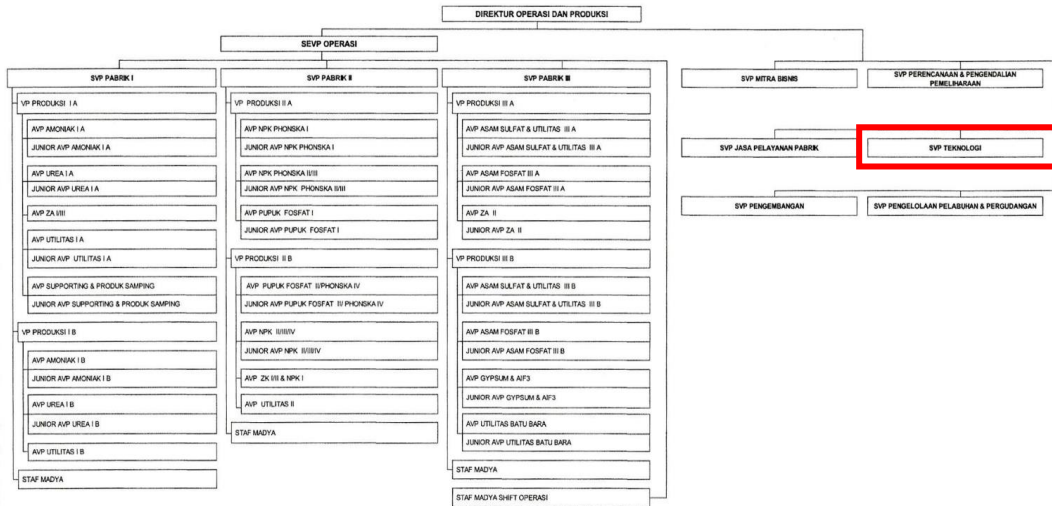 DIREKTUR OPERASI DAN PRODUKSI
SEVP OPERASI
SVP PABRIK I
VP PRODUKSI I A
AVP AMONIAK I A
JUNIOR AVP AMONIAK I A
AVP UREA I A
JUNIOR AVP UREA I A
AVP ZA I/III
AVP UTILITAS I A
JUNIOR AVP UTILITAS I A
AVP SUPPORTING & PRODUK SAMPING
JUNIOR AVP SUPPORTING & PRODUK SAMPING
VP PRODUKSI I B
AVP AMONIAK I B
JUNIOR AVP AMONIAK I B
AVP UREA I B
JUNIOR AVP UREA I B
AVP UTILITAS I B
STAF MADYA
SVP PABRIK II
VP PRODUKSI II A
AVP NPK PHONSKA I
JUNIOR AVP NPK PHONSKA I
AVP NPK PHONSKA II/III
JUNIOR AVP NPK PHONSKA II/III
AVP PUPUK FOSFAT I
JUNIOR AVP PUPUK FOSFAT I
VP PRODUKSI II B
AVP PUPUK FOSFAT II/PHONSKA IV
JUNIOR AVP PUPUK FOSFAT II/ PHONSKA IV
AVP NPK II/III/IV
JUNIOR AVP NPK II/III/IV
AVP ZK I/II & NPK I
AVP UTILITAS II
STAF MADYA
SVP PABRIK III
VP PRODUKSI III A
AVP ASAM SULFAT & UTILITAS III A
JUNIOR AVP ASAM SULFAT & UTILITAS III A
AVP ASAM FOSFAT III A
JUNIOR AVP ASAM FOSFAT III A
AVP ZA II
JUNIOR AVP ZA II
VP PRODUKSI III B
AVP ASAM SULFAT & UTILITAS III B
JUNIOR AVP ASAM SULFAT & UTILITAS III B
AVP ASAM FOSFAT III B
JUNIOR AVP ASAM FOSFAT III B
AVP GYPSUM & AlF3
JUNIOR AVP GYPSUM & AlF3
AVP UTILITAS BATU BARA
JUNIOR AVP UTILITAS BATU BARA
STAF MADYA
STAF MADYA SHIFT OPERASI
SVP MITRA BISNIS
SVP PERENCANAAN & PENGENDALIAN
PEMELIHARAAN
SVP JASA PELAYANAN PABRIK
SVP TEKNOLOGI
SVP PENGEMBANGAN
SVP PENGELOLAAN PELABUHAN & PERGUDANGAN